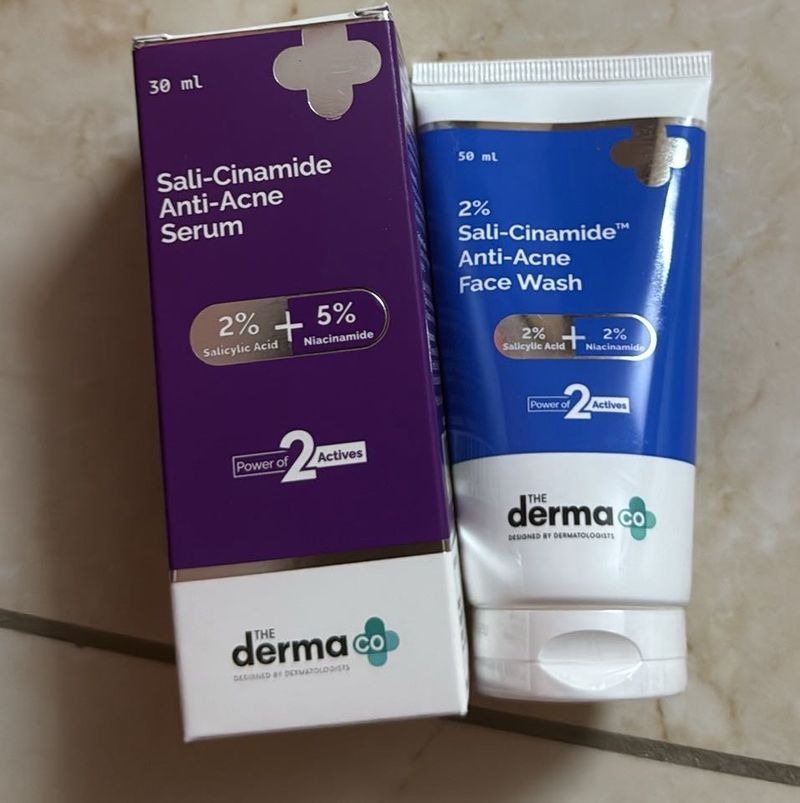 30 ml
Sali-Cinamide
Anti-Acne
Serum
2% + 5%
Salicylic Acid Niacinamide
Power of 2 Actives
THE
derma co
DESIGNED BY DERMATOLOGISTS
50 ml
2%
Sali-Cinamide™
Anti-Acne
Face Wash
2% + 2%
Salicylic Acid Niacinamide
Power of 2 Actives
THE
derma co
DESIGNED BY DERMATOLOGISTS